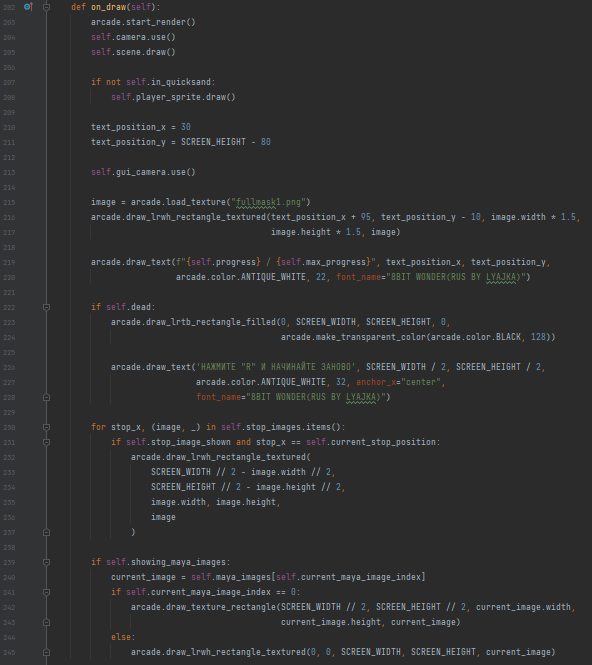 202 def on_draw(self):
203 arcade.start_render()
204 self.camera.use()
205 self.scene.draw()
206
207 if not self.in_quicksand:
208 self.player_sprite.draw()
209
210 text_position_x = 30
211 text_position_y = SCREEN_HEIGHT - 80
212
213 self.gui_camera.use()
214
215 image = arcade.load_texture("fullmask1.png")
216 arcade.draw_lrwh_rectangle_textured(text_position_x + 95, text_position_y - 10, image.width * 1.5,
217 image.height * 1.5, image)
218
219 arcade.draw_text(f"{self.progress} / {self.max_progress}", text_position_x, text_position_y,
220 arcade.color.ANTIQUE_WHITE, 22, font_name="8BIT WONDER(RUS BY LYAJKA)")
221
222 if self.dead:
223 arcade.draw_lrtb_rectangle_filled(0, SCREEN_WIDTH, SCREEN_HEIGHT, 0,
224 arcade.make_transparent_color(arcade.color.BLACK, 128))
225
226 arcade.draw_text('НАЖМИТЕ "R" И НАЧИНАЙТЕ ЗАНОВО', SCREEN_WIDTH / 2, SCREEN_HEIGHT / 2,
227 arcade.color.ANTIQUE_WHITE, 32, anchor_x="center",
228 font_name="8BIT WONDER(RUS BY LYAJKA)")
229
230 for stop_x, (image, _) in self.stop_images.items():
231 if self.stop_image_shown and stop_x == self.current_stop_position:
232 arcade.draw_lrwh_rectangle_textured(
233 SCREEN_WIDTH // 2 - image.width // 2,
234 SCREEN_HEIGHT // 2 - image.height // 2,
235 image.width, image.height,
236 image
237 )
238
239 if self.showing_maya_images:
240 current_image = self.maya_images[self.current_maya_image_index]
241 if self.current_maya_image_index == 0:
242 arcade.draw_texture_rectangle(SCREEN_WIDTH // 2, SCREEN_HEIGHT // 2, current_image.width,
243 current_image.height, current_image)
244 else:
245 arcade.draw_lrwh_rectangle_textured(0, 0, SCREEN_WIDTH, SCREEN_HEIGHT, current_image)